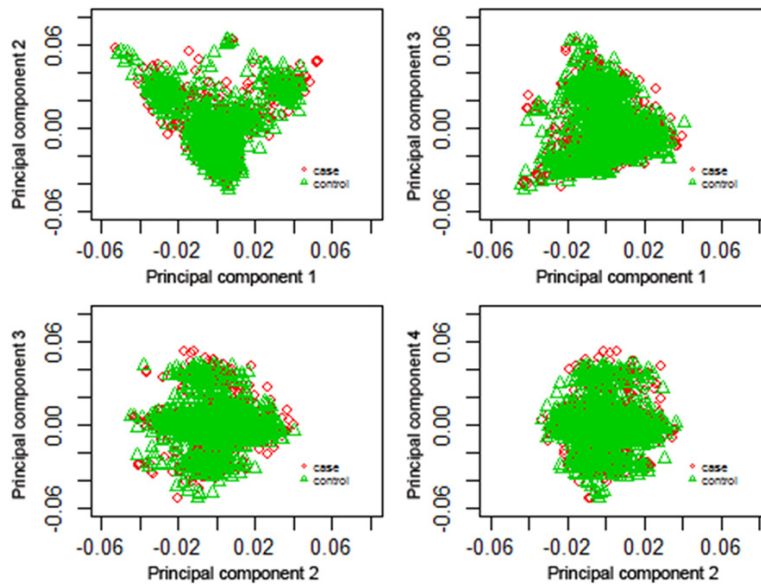 Principal component 2
0.06
0.00
-0.06
case
control
-0.06 -0.02 0.02 0.06
Principal component 1
Principal component 3
0.06
0.00
-0.06
case
control
-0.06 -0.02 0.02 0.06
Principal component 1
Principal component 3
0.06
0.00
-0.06
case
control
-0.06 -0.02 0.02 0.06
Principal component 2
Principal component 4
0.06
0.00
-0.06
case
control
-0.06 -0.02 0.02 0.06
Principal component 2